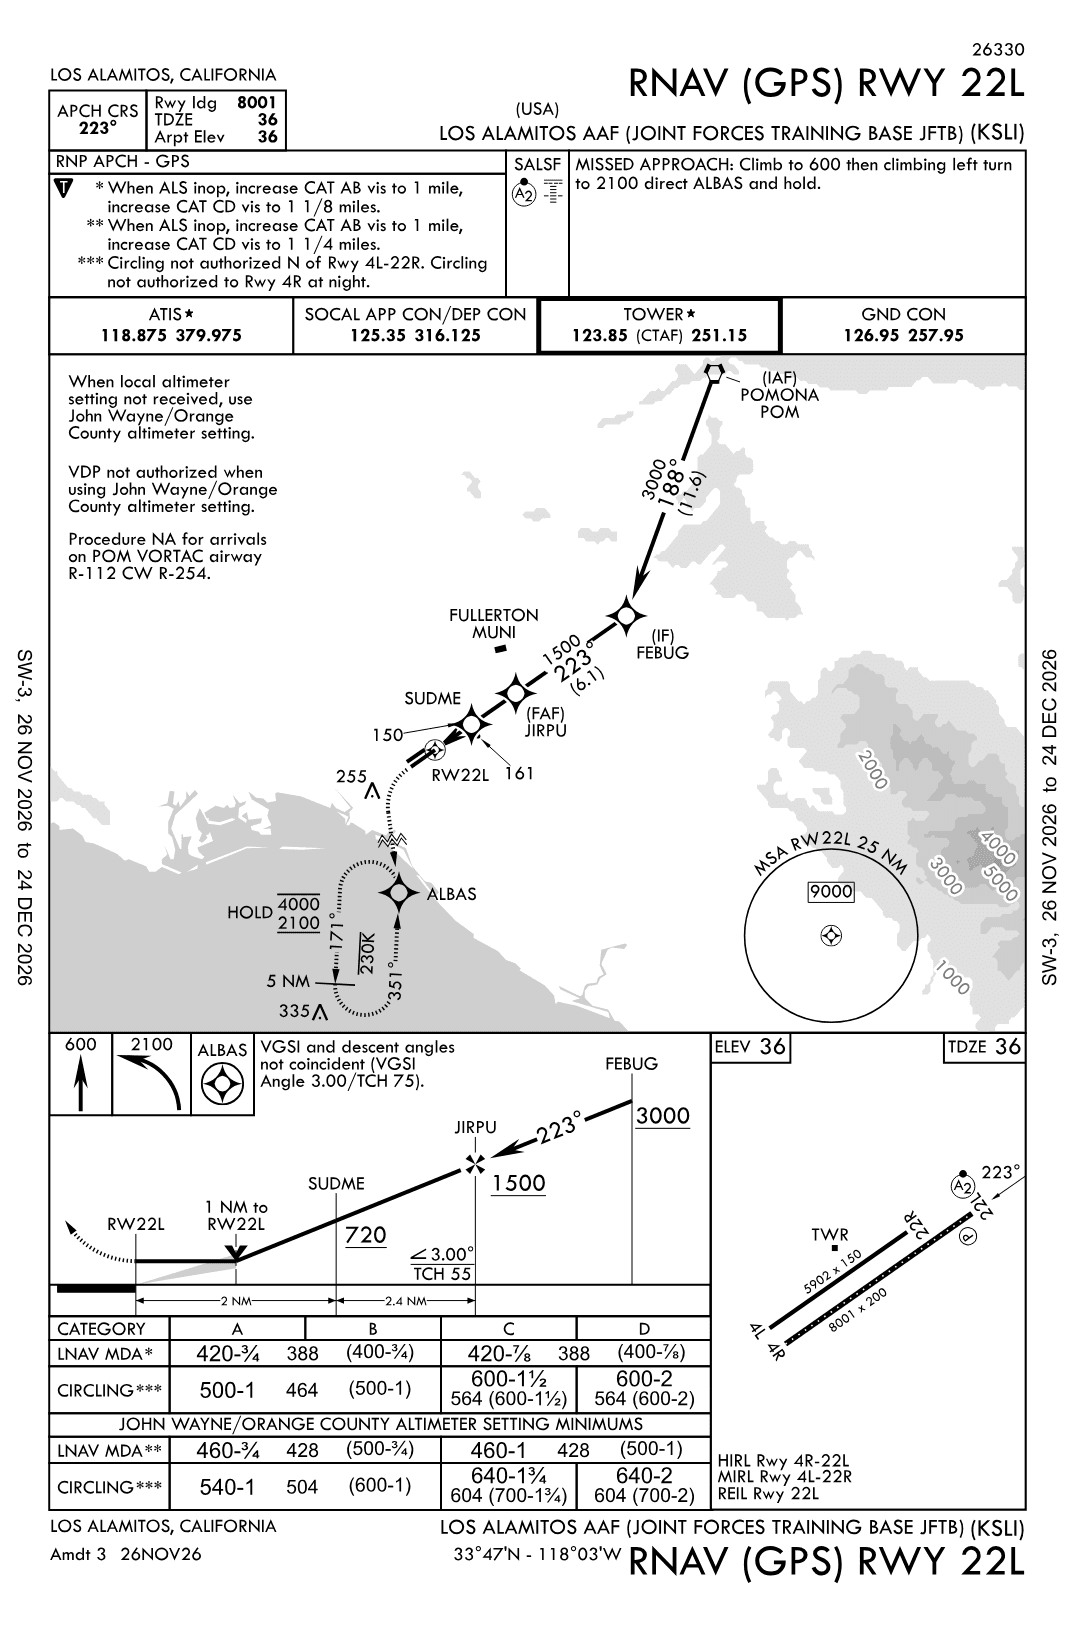 26330
LOS ALAMITOS, CALIFORNIA
RNAV (GPS) RWY 22L
APCH CRS
223°
Rwy ldg 8001
TDZE 36
Arpt Elev 36
(USA)
LOS ALAMITOS AAF (JOINT FORCES TRAINING BASE JFTB) (KSLI)
RNP APCH - GPS
T
* When ALS inop, increase CAT AB vis to 1 mile,
increase CAT CD vis to 1 1/8 miles.
** When ALS inop, increase CAT AB vis to 1 mile,
increase CAT CD vis to 1 1/4 miles.
*** Circling not authorized N of Rwy 4L-22R. Circling
not authorized to Rwy 4R at night.
SALSF
A2
MISSED APPROACH: Climb to 600 then climbing left turn
to 2100 direct ALBAS and hold.
ATIS★
118.875 379.975
SOCAL APP CON/DEP CON
125.35 316.125
TOWER★
123.85 (CTAF) 251.15
GND CON
126.95 257.95
When local altimeter
setting not received, use
John Wayne/Orange
County altimeter setting.
VDP not authorized when
using John Wayne/Orange
County altimeter setting.
Procedure NA for arrivals
on POM VORTAC airway
R-112 CW R-254.
(IAF)
POMONA
POM
3000
188°
(11.6)
FULLERTON
MUNI
(IF)
FEBUG
1500
223°
(6.1)
SUDME
(FAF)
JIRPU
150
RW22L
161
255
ALBAS
HOLD
4000
2100
171°
230K
351°
5 NM
335
2000
4000
3000
5000
1000
MSA RW22L 25 NM
9000
SW-3, 26 NOV 2026 to 24 DEC 2026
SW-3, 26 NOV 2026 to 24 DEC 2026
600
2100
ALBAS
VGSI and descent angles
not coincident (VGSI
Angle 3.00/TCH 75).
FEBUG
3000
223°
JIRPU
1500
SUDME
720
1 NM to
RW22L
RW22L
3.00°
TCH 55
2 NM
2.4 NM
ELEV 36
TDZE 36
A2
223°
22L
22R
P
TWR
5902 x 150
8001 x 200
4L
4R
HIRL Rwy 4R-22L
MIRL Rwy 4L-22R
REIL Rwy 22L
CATEGORY A B C D
LNAV MDA* 420-¾ 388 (400-¾) 420-⅞ 388 (400-⅞)
CIRCLING*** 500-1 464 (500-1) 600-1½ 564 (600-1½) 600-2 564 (600-2)
JOHN WAYNE/ORANGE COUNTY ALTIMETER SETTING MINIMUMS
LNAV MDA** 460-¾ 428 (500-¾) 460-1 428 (500-1)
CIRCLING*** 540-1 504 (600-1) 640-1¾ 604 (700-1¾) 640-2 604 (700-2)
LOS ALAMITOS, CALIFORNIA
LOS ALAMITOS AAF (JOINT FORCES TRAINING BASE JFTB) (KSLI)
Amdt 3 26NOV26
33°47'N - 118°03'W
RNAV (GPS) RWY 22L